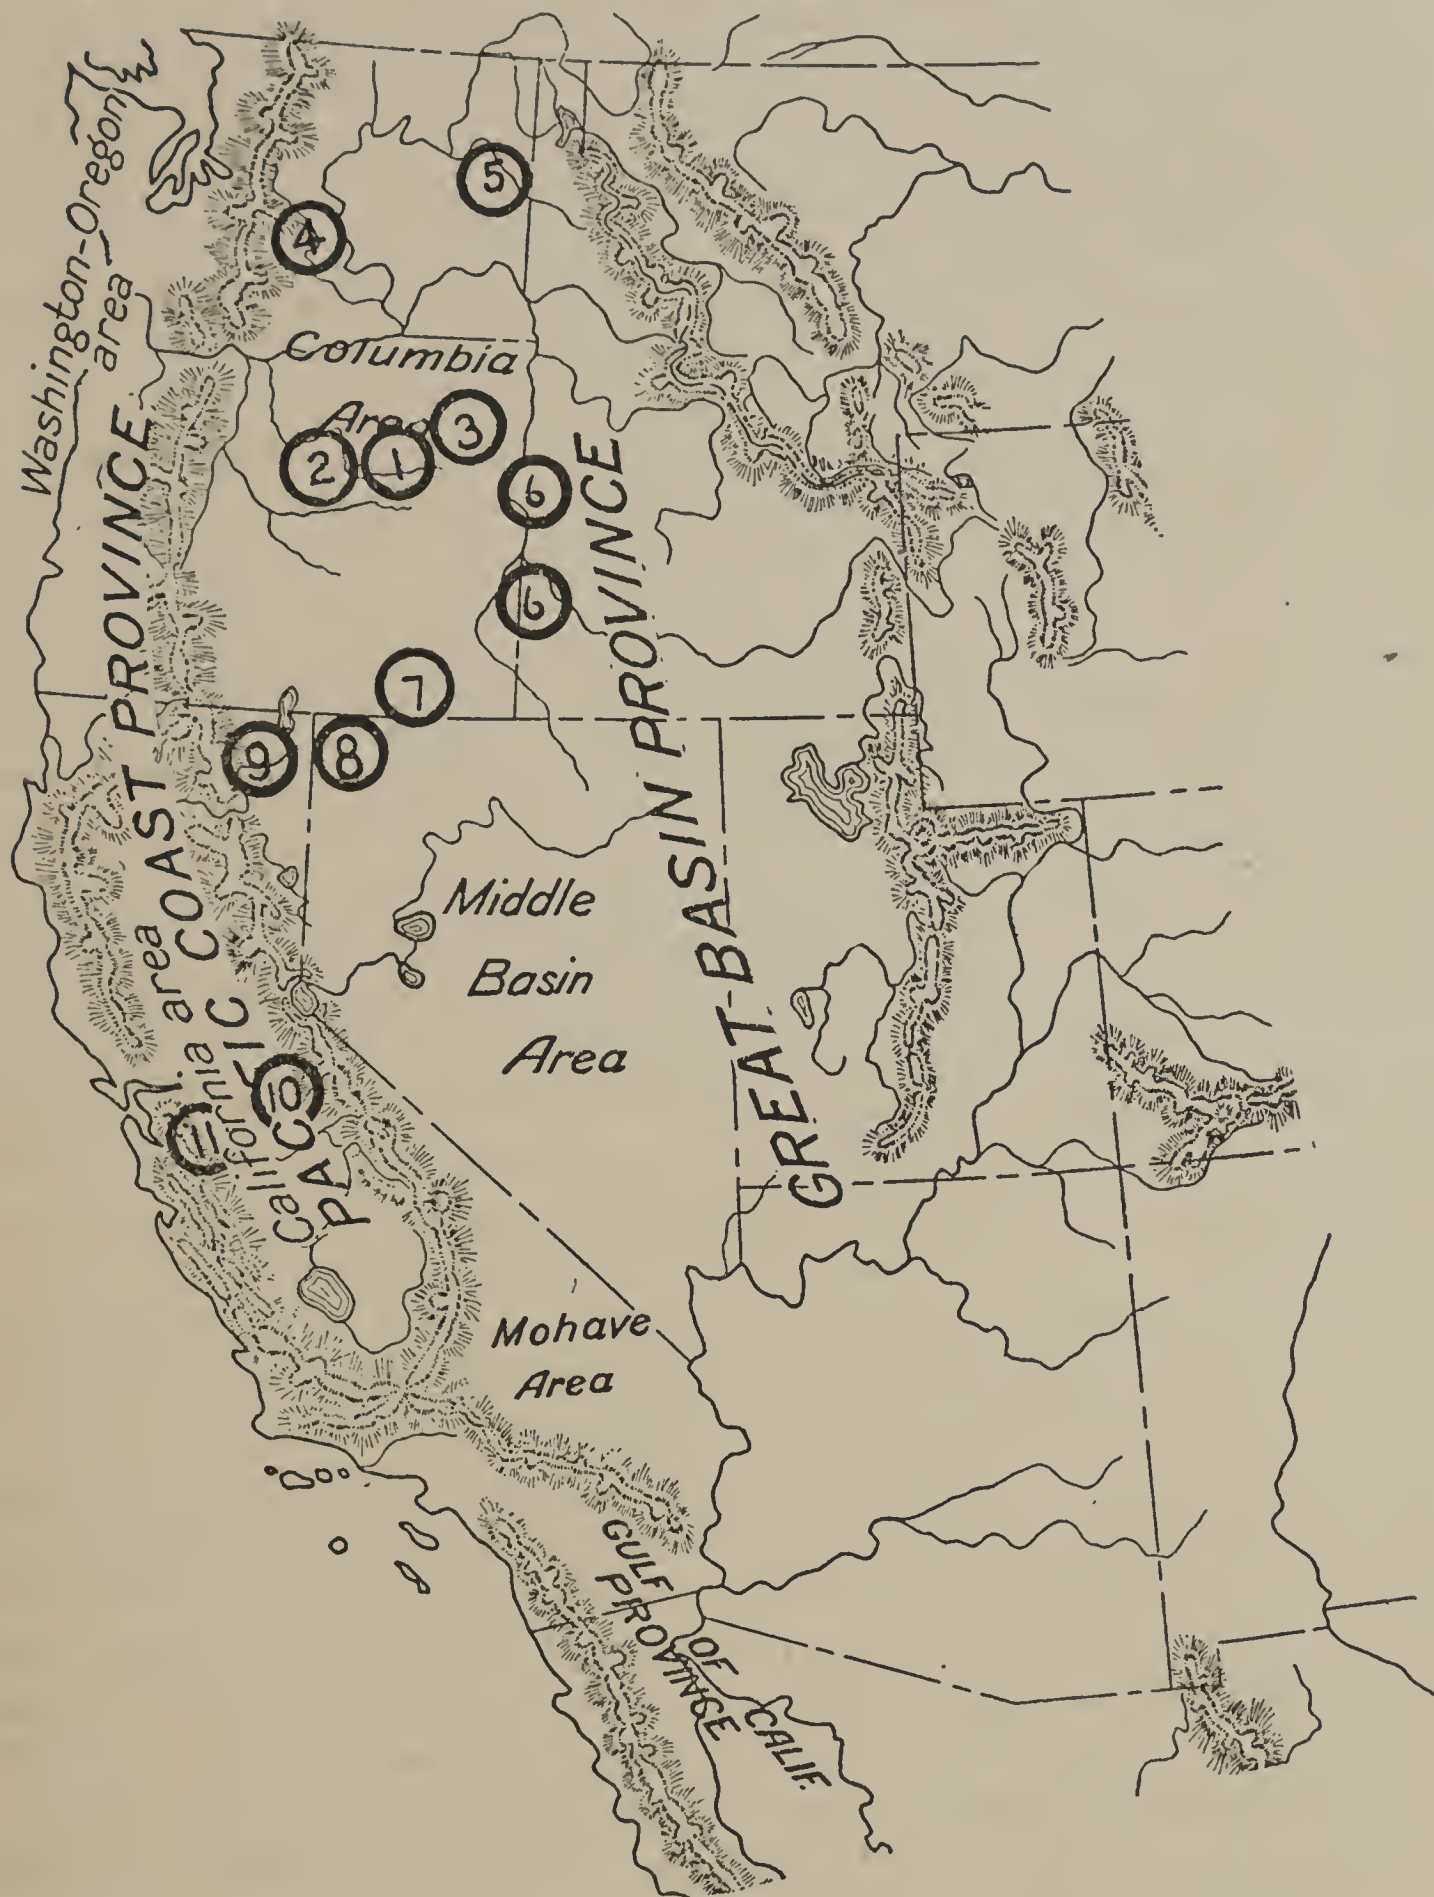 Washington-Oregon
area
PACIFIC COAST PROVINCE
California area
Columbia
Area
GREAT BASIN PROVINCE
Middle
Basin
Area
Mohave
Area
GULF OF CALIF.
PROVINCE
5
4
3
2
1
6
6
7
9
8
10
11